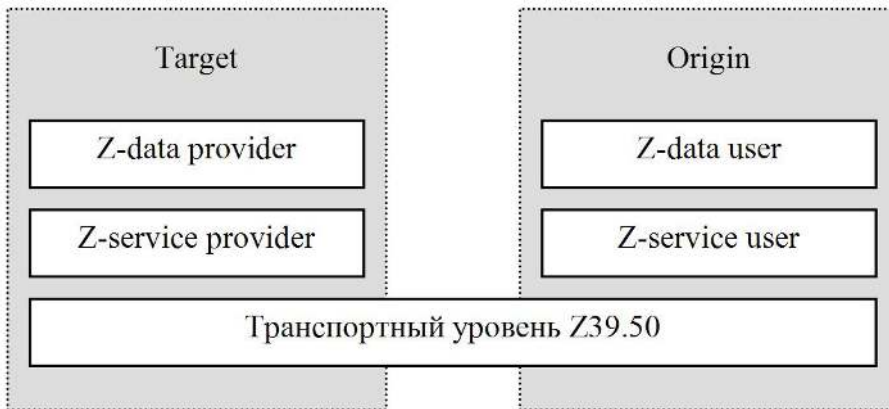 Target
Z-data provider
Z-service provider
Origin
Z-data user
Z-service user
Транспортный уровень Z39.50